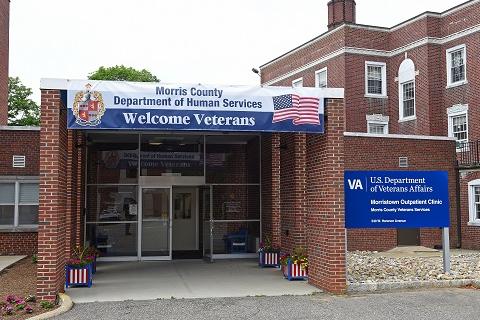 Morris County
Department of Human Services
Welcome Veterans
VA U.S. Department
of Veterans Affairs
Morristown Outpatient Clinic
Morris County Veterans Services